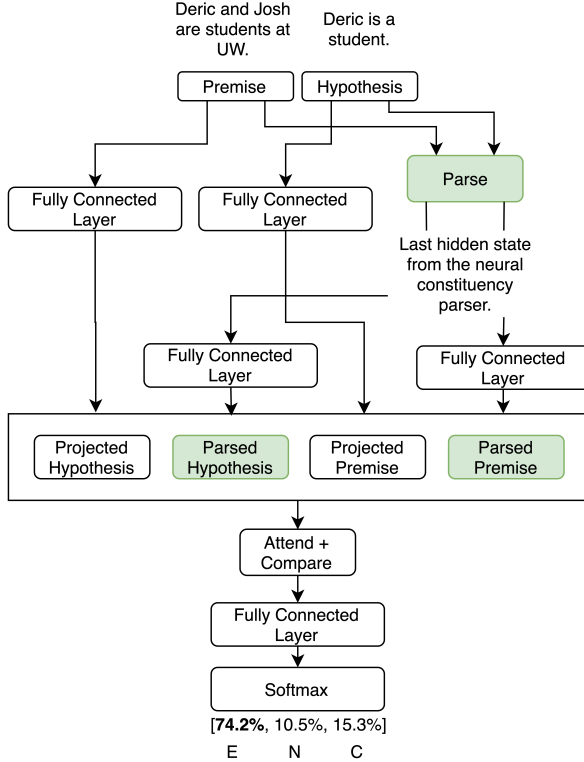 Deric and Josh
are students at
UW.
Deric is a
student.
Premise
Hypothesis
Parse
Fully Connected
Layer
Fully Connected
Layer
Last hidden state
from the neural
constituency
parser.
Fully Connected
Layer
Fully Connected
Layer
Projected
Hypothesis
Parsed
Hypothesis
Projected
Premise
Parsed
Premise
Attend +
Compare
Fully Connected
Layer
Softmax
[74.2%, 10.5%, 15.3%]
E N C